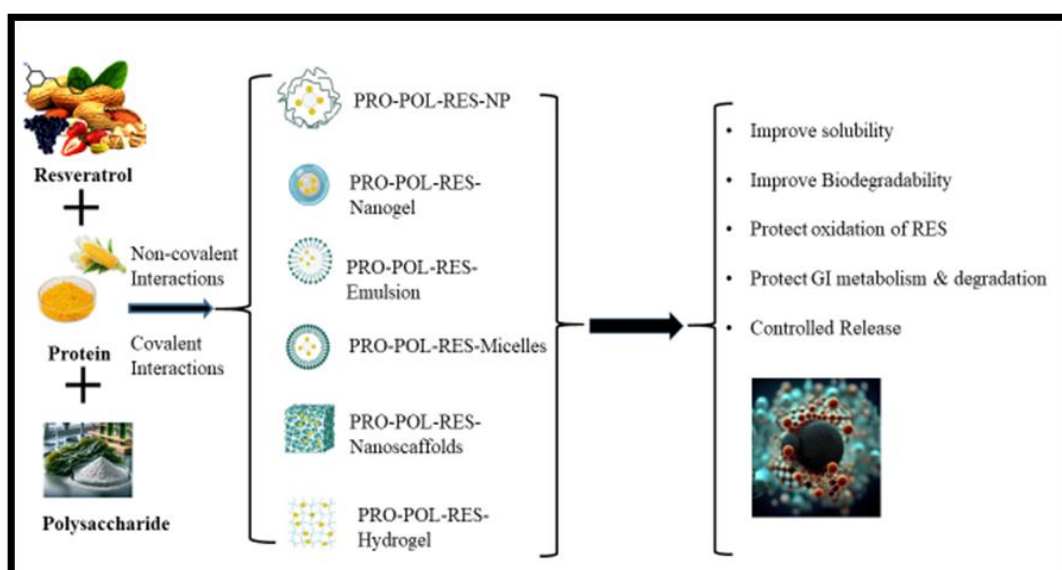 Resveratrol
+
Protein
+
Polysaccharide
Non-covalent
Interactions
Covalent
Interactions
PRO-POL-RES-NP
PRO-POL-RES-
Nanogel
PRO-POL-RES-
Emulsion
PRO-POL-RES-Micelles
PRO-POL-RES-
Nanoscaffolds
PRO-POL-RES-
Hydrogel
• Improve solubility
• Improve Biodegradability
• Protect oxidation of RES
• Protect GI metabolism & degradation
• Controlled Release